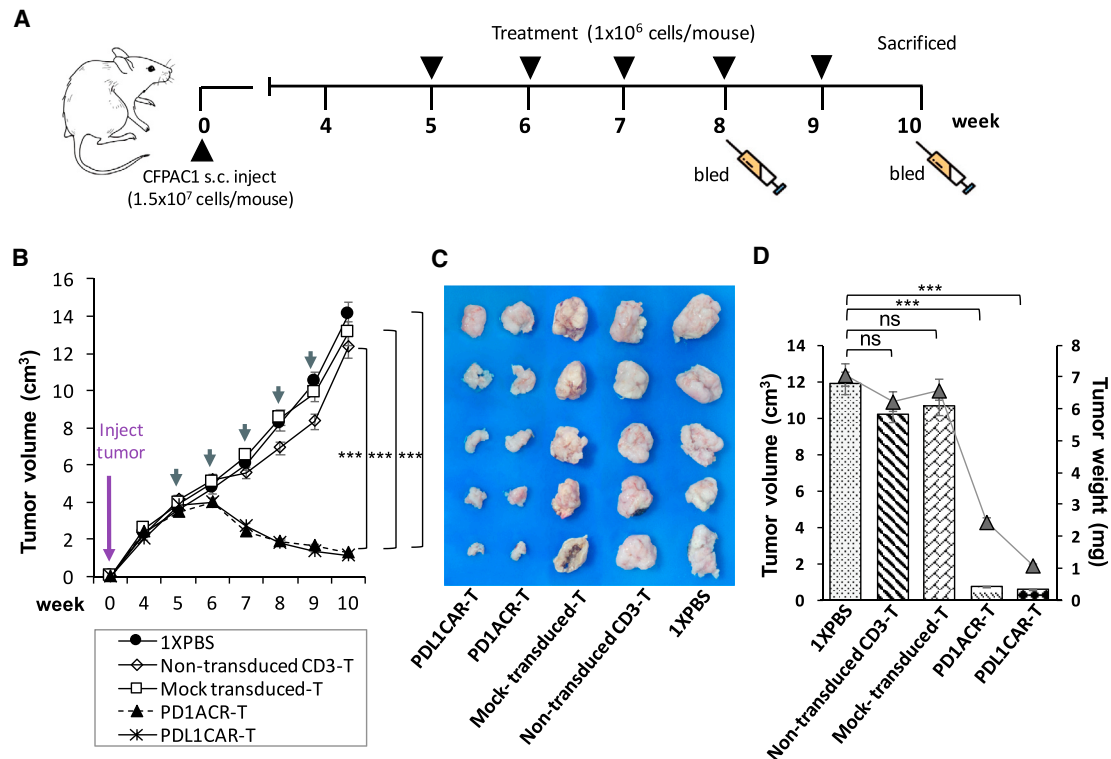 A
Treatment (1x10⁶ cells/mouse)
Sacrificed
0 4 5 6 7 8 9 10 week
CFPAC1 s.c. inject
(1.5x10⁷ cells/mouse)
bled
bled
B
Tumor volume (cm³)
16
14
12
10
8
6
4
2
0
Inject
tumor
*** *** ***
week 0 4 5 6 7 8 9 10
1XPBS
Non-transduced CD3-T
Mock transduced-T
PD1ACR-T
PDL1CAR-T
C
PDL1CAR-T
PD1ACR-T
Mock- transduced-T
Non-transduced CD3-T
1XPBS
D
***
***
ns
ns
Tumor volume (cm³)
14
12
10
8
6
4
2
0
8
7
6
5
4
3
2
1
0
Tumor weight (mg)
1XPBS
Non-transduced CD3-T
Mock- transduced-T
PD1ACR-T
PDL1CAR-T